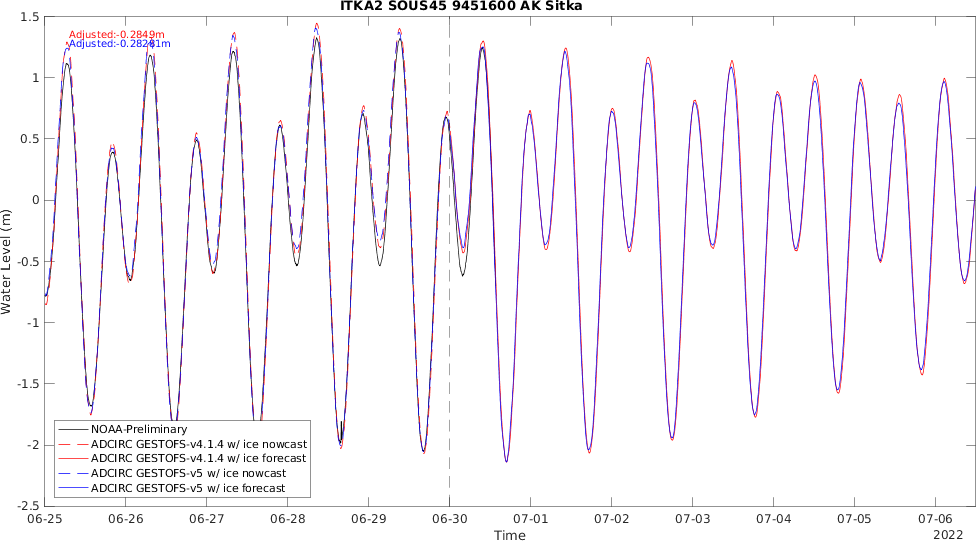 ITKA2 SOUS45 9451600 AK Sitka
Adjusted:-0.2849m
1.5
1
0.5
0
-0.5
-1
-1.5
-2
-2.5
Water Level (m)
NOAA-Preliminary
ADCIRC GESTOFS-v4.1.4 w/ ice nowcast
ADCIRC GESTOFS-v4.1.4 w/ ice forecast
ADCIRC GESTOFS-v5 w/ ice nowcast
ADCIRC GESTOFS-v5 w/ ice forecast
06-25 06-26 06-27 06-28 06-29 06-30 07-01 07-02 07-03 07-04 07-05 07-06
Time
2022